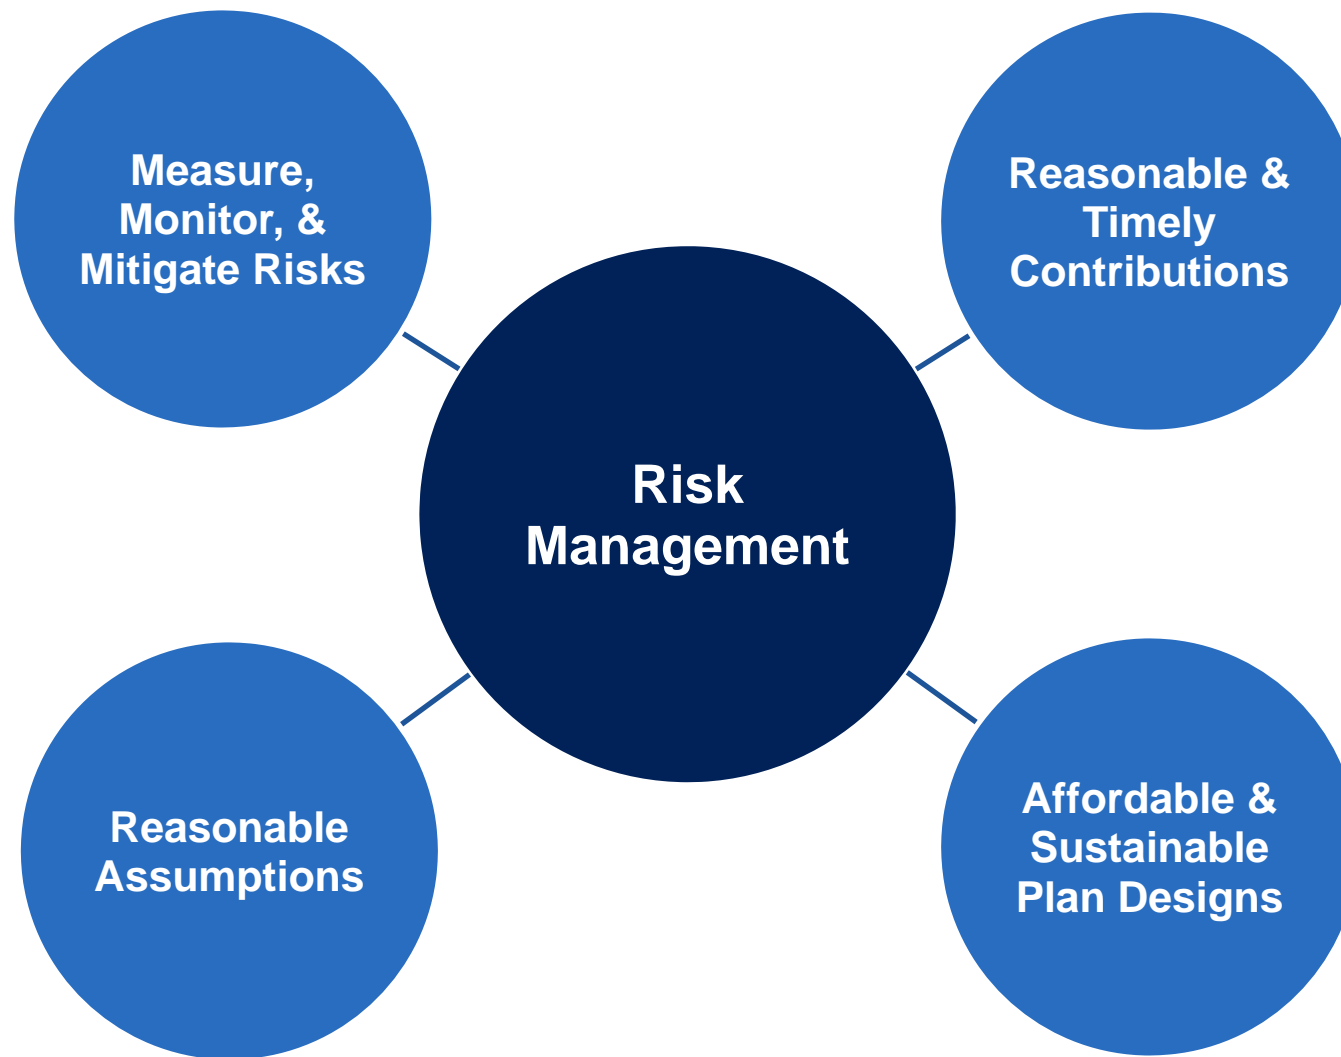 Measure,
Monitor, &
Mitigate Risks
Reasonable &
Timely
Contributions
Risk
Management
Reasonable
Assumptions
Affordable &
Sustainable
Plan Designs